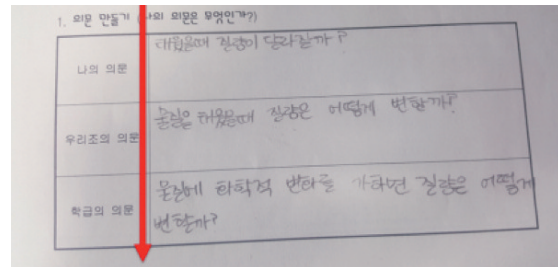 1. 의문 만들기 (나의 의문은 무엇인가?)
나의 의문
태웠을때 질량이 달라질까?
우리조의 의문
물질을 태웠을때 질량은 어떻게 변할까?
학급의 의문
물질에 화학적 변화를 가하면 질량은 어떻게
변할까?